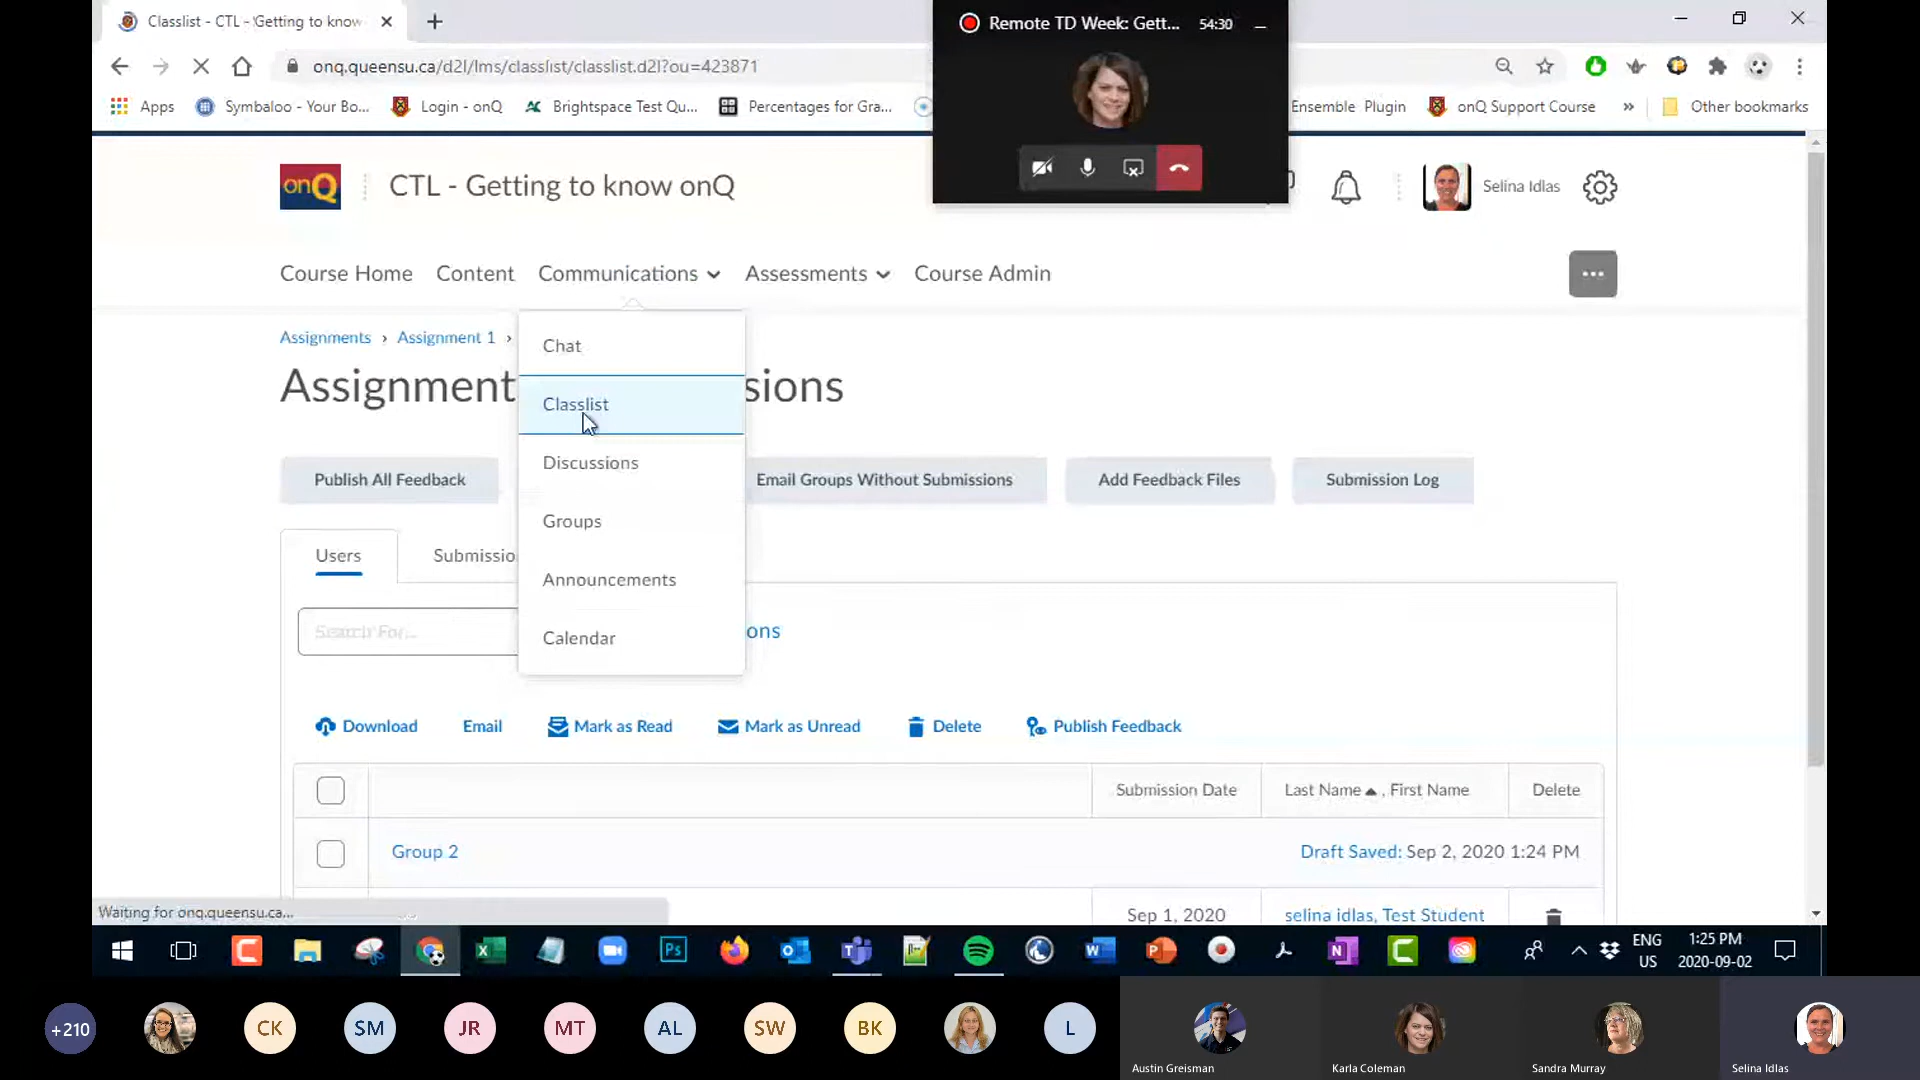 Classlist - CTL - Getting to know
Remote TD Week: Gett... 54:30
onq.queensu.ca/d2l/lms/classlist/classlist.d2l?ou=423871
Apps Symbaloo - Your Bo... Login - onQ Brightspace Test Qu... Percentages for Gra... Ensemble Plugin onQ Support Course » Other bookmarks
onQ CTL - Getting to know onQ Selina Idlas
Course Home Content Communications Assessments Course Admin
Assignments › Assignment 1 ›
Chat
Assignment sions
Classlist
Discussions
Publish All Feedback Email Groups Without Submissions Add Feedback Files Submission Log
Groups
Users Submissio
Announcements
Search For... ons
Calendar
Download Email Mark as Read Mark as Unread Delete Publish Feedback
Submission Date Last Name , First Name Delete
Group 2 Draft Saved: Sep 2, 2020 1:24 PM
Sep 1, 2020 selina idlas, Test Student
Waiting for onq.queensu.ca...
ENG 1:25 PM
US 2020-09-02
+210 CK SM JR MT AL SW BK L
Austin Greisman Karla Coleman Sandra Murray Selina Idlas